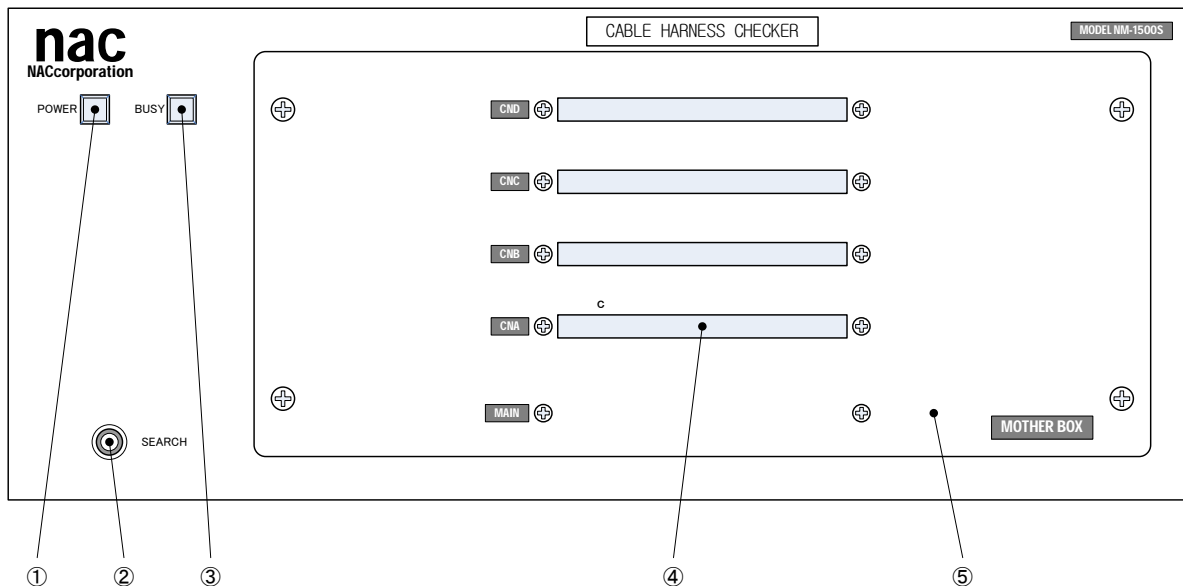 CABLE HARNESS CHECKER
MODEL NM-1500S
nac
NACcorporation
POWER
BUSY
CND
CNC
CNB
C
CNA
MAIN
MOTHER BOX
SEARCH
① ② ③ ④ ⑤